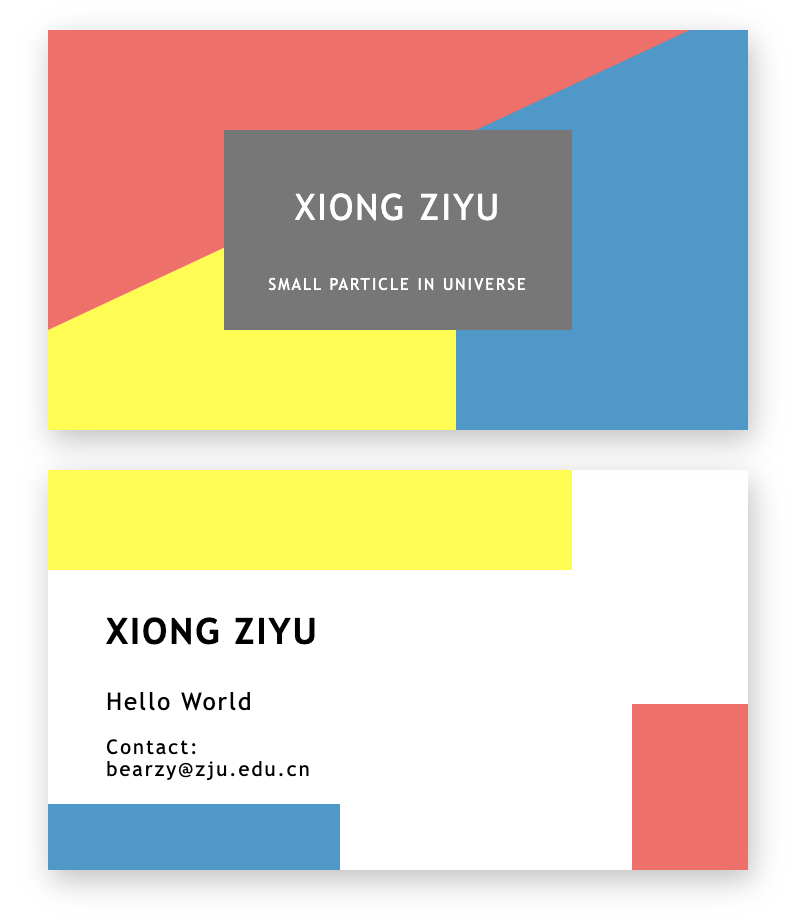 XIONG ZIYU
SMALL PARTICLE IN UNIVERSE
XIONG ZIYU
Hello World
Contact:
bearzy@zju.edu.cn